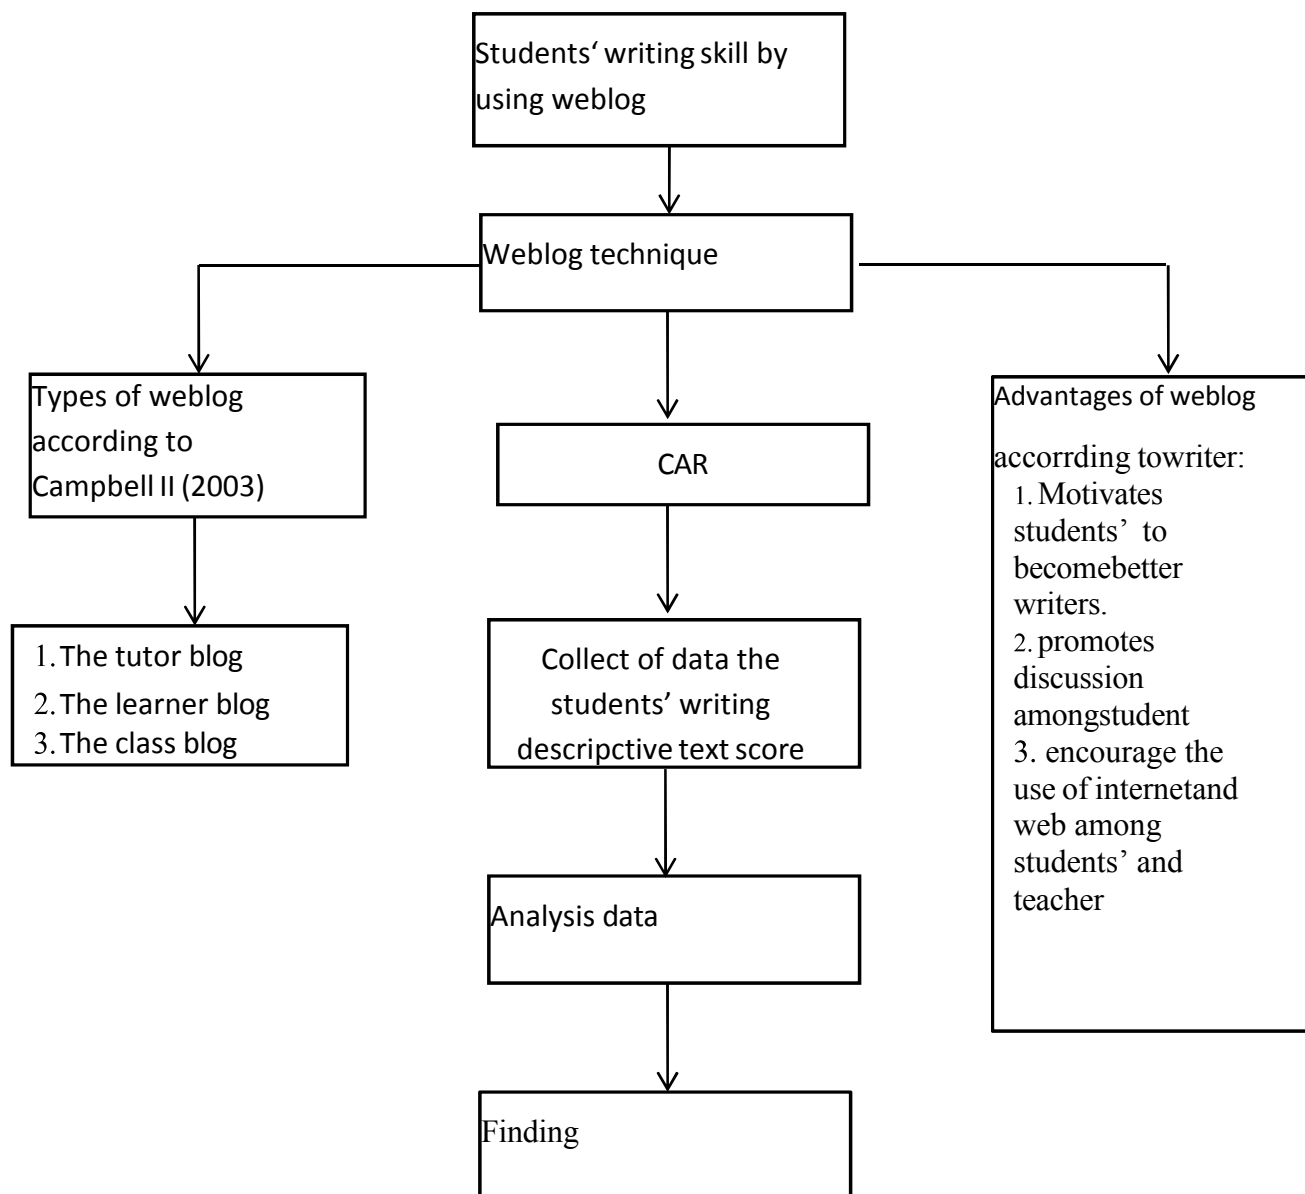 Students‘ writing skill by
using weblog
Weblog technique
Types of weblog
according to
Campbell II (2003)
1. The tutor blog
2. The learner blog
3. The class blog
CAR
Collect of data the
students’ writing
descripctive text score
Analysis data
Finding
Advantages of weblog
accorrding towriter:
1. Motivates
students’ to
becomebetter
writers.
2. promotes
discussion
amongstudent
3. encourage the
use of internetand
web among
students’ and
teacher